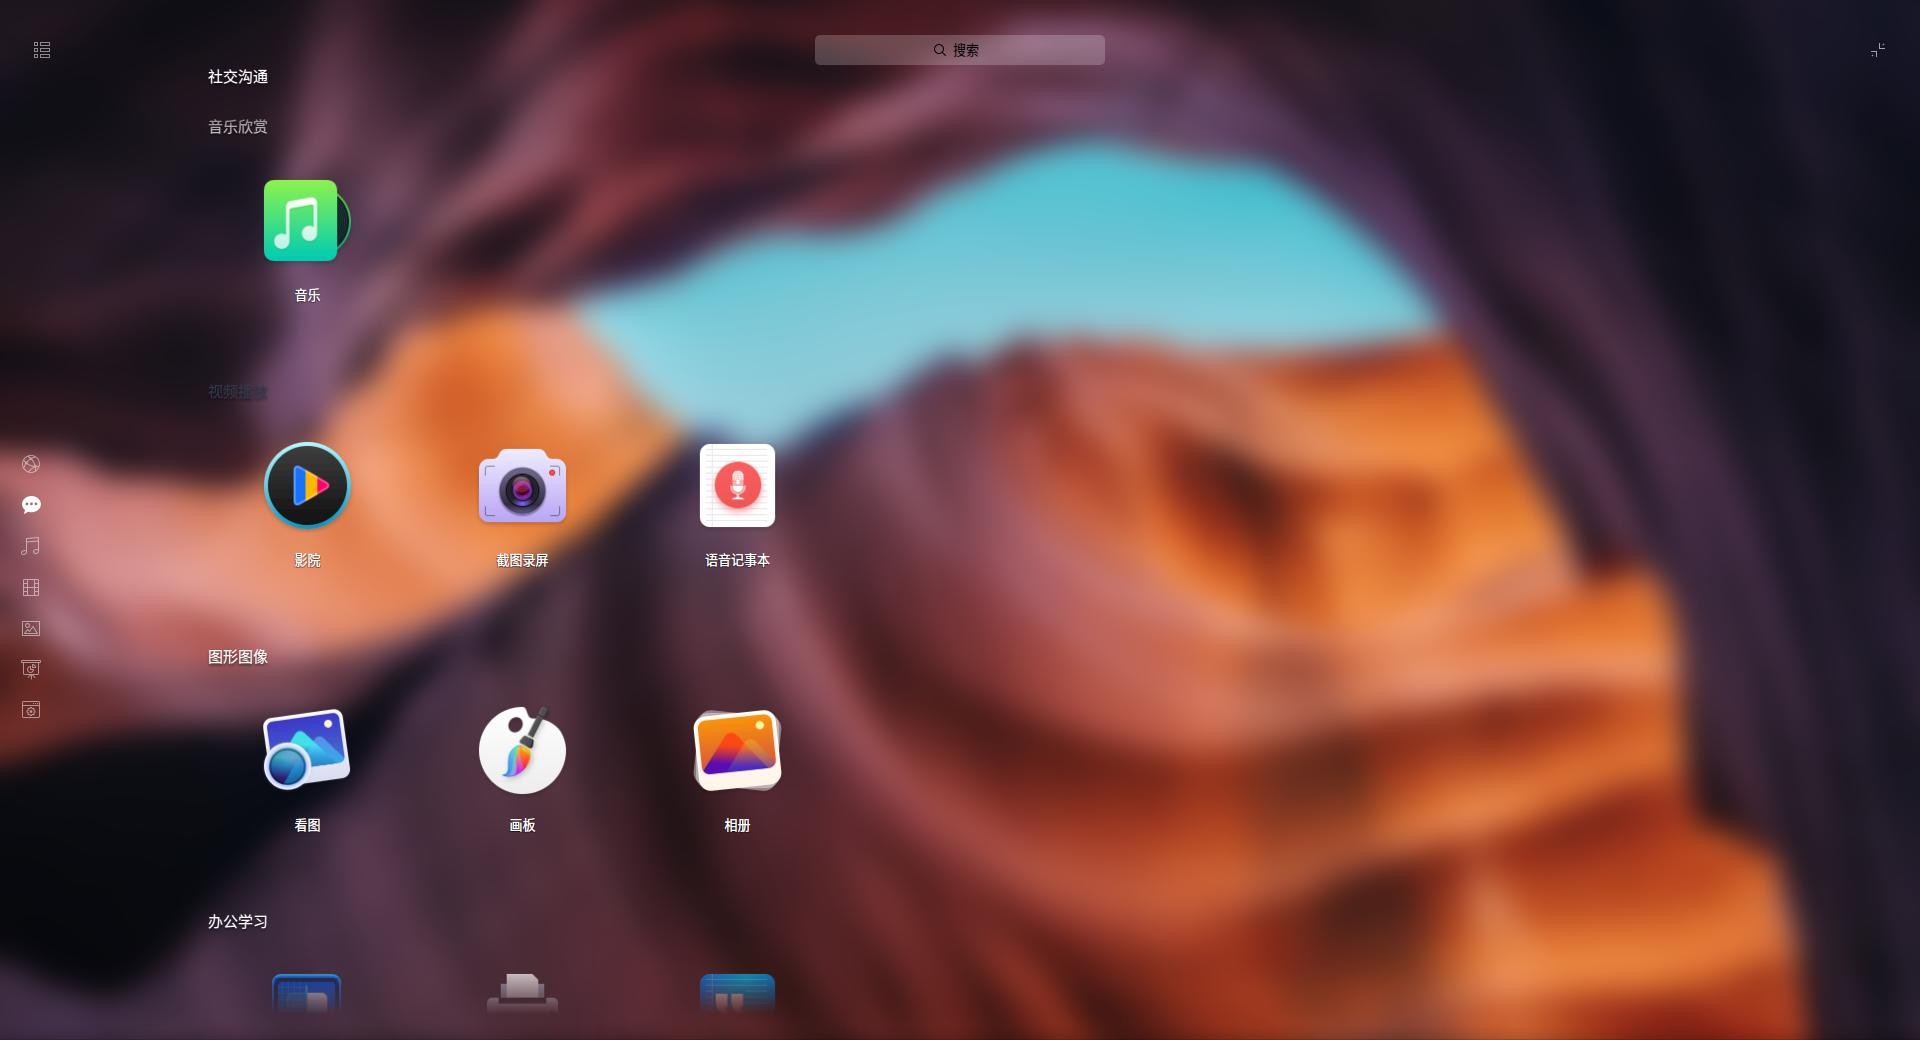 搜索
社交沟通
音乐欣赏
音乐
视频播放
影院
截图录屏
语音记事本
图形图像
看图
画板
相册
办公学习